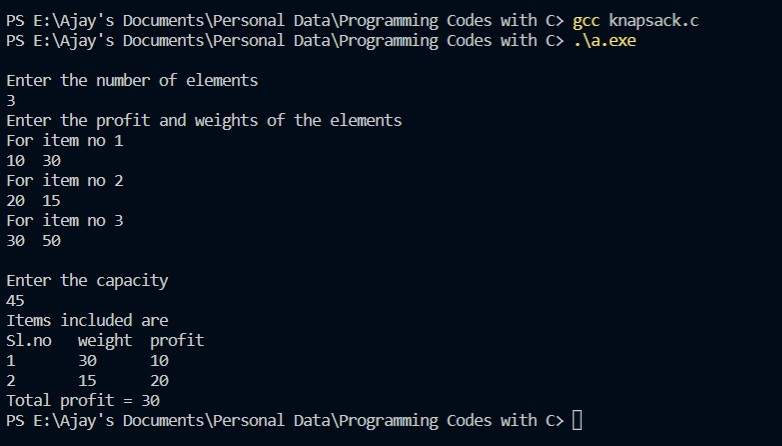 PS E:\Ajay's Documents\Personal Data\Programming Codes with C> gcc knapsack.c
PS E:\Ajay's Documents\Personal Data\Programming Codes with C> .\a.exe
Enter the number of elements
3
Enter the profit and weights of the elements
For item no 1
10  30
For item no 2
20  15
For item no 3
30  50
Enter the capacity
45
Items included are
Sl.no   weight  profit
1       30      10
2       15      20
Total profit = 30
PS E:\Ajay's Documents\Personal Data\Programming Codes with C>